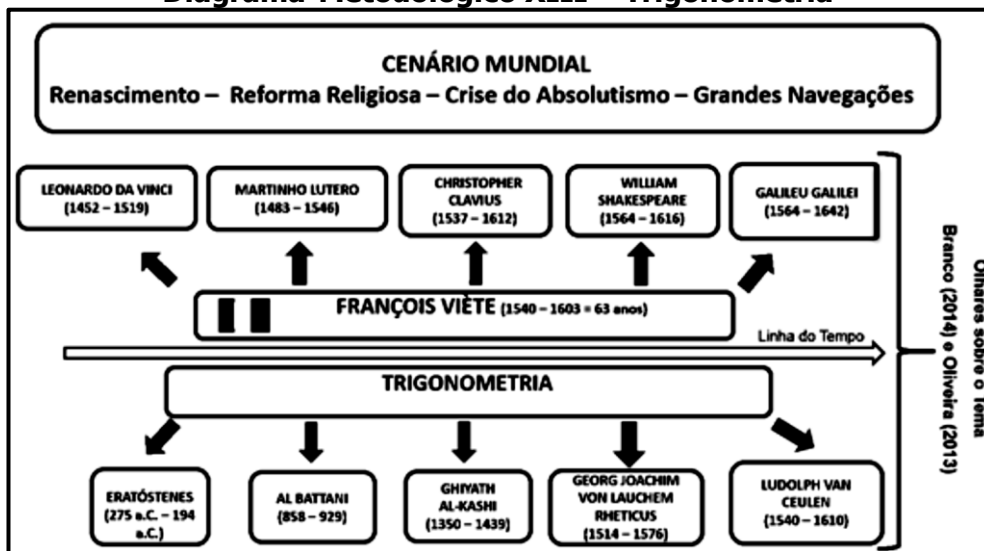 Diagrama Metodológico XIII – Trigonometria
CENÁRIO MUNDIAL
Renascimento – Reforma Religiosa – Crise do Absolutismo – Grandes Navegações
LEONARDO DA VINCI
(1452 – 1519)
MARTINHO LUTERO
(1483 – 1546)
CHRISTOPHER
CLAVIUS
(1537 – 1612)
WILLIAM
SHAKESPEARE
(1564 – 1616)
GALILEU GALILEI
(1564 – 1642)
FRANÇOIS VIÈTE (1540 – 1603 = 63 anos)
Linha do Tempo
TRIGONOMETRIA
ERATÓSTENES
(275 a.C. – 194
a.C.)
AL BATTANI
(858 – 929)
GHIYATH
AL-KASHI
(1350 – 1439)
GEORG JOACHIM
VON LAUCHEM
RHETICUS
(1514 – 1576)
LUDOLPH VAN
CEULEN
(1540 – 1610)
Olhares sobre o Tema
Branco (2014) e Oliveira (2013)